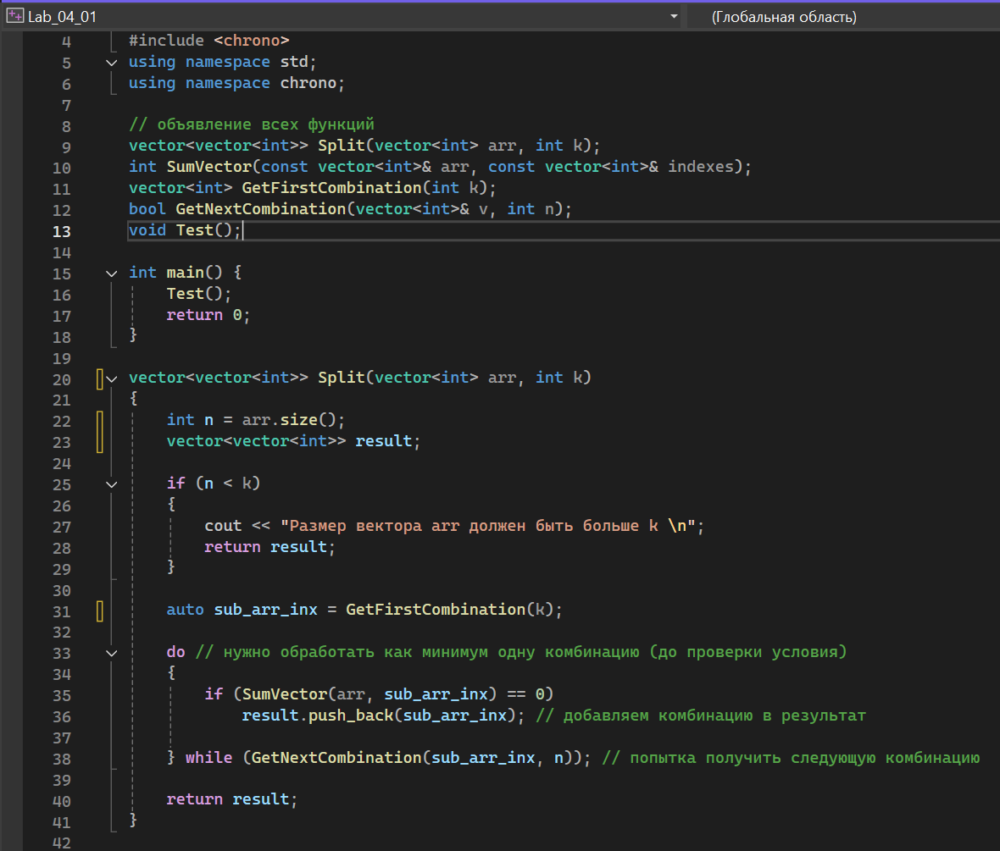 Lab_04_01 (Глобальная область)
4 #include <chrono>
5 using namespace std;
6 using namespace chrono;
7
8 // объявление всех функций
9 vector<vector<int>> Split(vector<int> arr, int k);
10 int SumVector(const vector<int>& arr, const vector<int>& indexes);
11 vector<int> GetFirstCombination(int k);
12 bool GetNextCombination(vector<int>& v, int n);
13 void Test();
14
15 int main() {
16 Test();
17 return 0;
18 }
19
20 vector<vector<int>> Split(vector<int> arr, int k)
21 {
22 int n = arr.size();
23 vector<vector<int>> result;
24
25 if (n < k)
26 {
27 cout << "Размер вектора arr должен быть больше k \n";
28 return result;
29 }
30
31 auto sub_arr_inx = GetFirstCombination(k);
32
33 do // нужно обработать как минимум одну комбинацию (до проверки условия)
34 {
35 if (SumVector(arr, sub_arr_inx) == 0)
36 result.push_back(sub_arr_inx); // добавляем комбинацию в результат
37
38 } while (GetNextCombination(sub_arr_inx, n)); // попытка получить следующую комбинацию
39
40 return result;
41 }
42